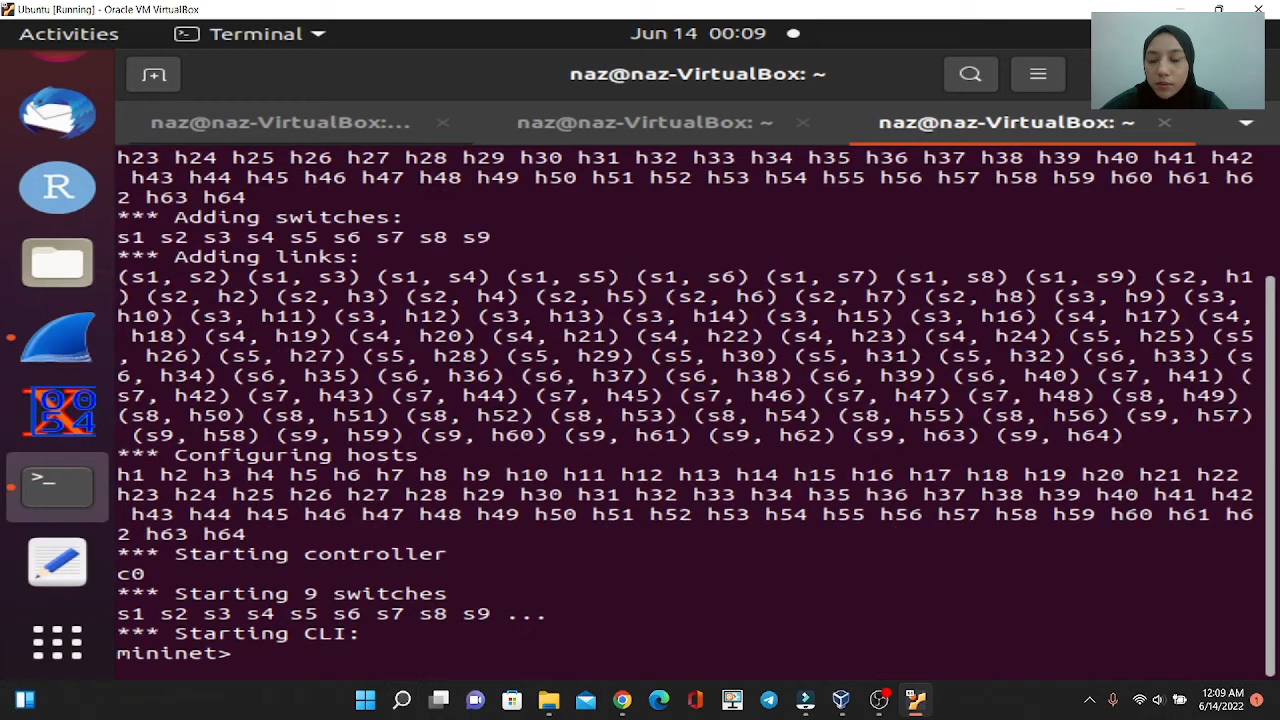 Ubuntu [Running] - Oracle VM VirtualBox
Activities Terminal Jun 14 00:09
naz@naz-VirtualBox: ~
naz@naz-VirtualBox:... naz@naz-VirtualBox: ~ naz@naz-VirtualBox: ~
h23 h24 h25 h26 h27 h28 h29 h30 h31 h32 h33 h34 h35 h36 h37 h38 h39 h40 h41 h42
h43 h44 h45 h46 h47 h48 h49 h50 h51 h52 h53 h54 h55 h56 h57 h58 h59 h60 h61 h6
2 h63 h64
*** Adding switches:
s1 s2 s3 s4 s5 s6 s7 s8 s9
*** Adding links:
(s1, s2) (s1, s3) (s1, s4) (s1, s5) (s1, s6) (s1, s7) (s1, s8) (s1, s9) (s2, h1
) (s2, h2) (s2, h3) (s2, h4) (s2, h5) (s2, h6) (s2, h7) (s2, h8) (s3, h9) (s3,
h10) (s3, h11) (s3, h12) (s3, h13) (s3, h14) (s3, h15) (s3, h16) (s4, h17) (s4,
h18) (s4, h19) (s4, h20) (s4, h21) (s4, h22) (s4, h23) (s4, h24) (s5, h25) (s5
, h26) (s5, h27) (s5, h28) (s5, h29) (s5, h30) (s5, h31) (s5, h32) (s6, h33) (s
6, h34) (s6, h35) (s6, h36) (s6, h37) (s6, h38) (s6, h39) (s6, h40) (s7, h41) (
s7, h42) (s7, h43) (s7, h44) (s7, h45) (s7, h46) (s7, h47) (s7, h48) (s8, h49)
(s8, h50) (s8, h51) (s8, h52) (s8, h53) (s8, h54) (s8, h55) (s8, h56) (s9, h57)
(s9, h58) (s9, h59) (s9, h60) (s9, h61) (s9, h62) (s9, h63) (s9, h64)
*** Configuring hosts
h1 h2 h3 h4 h5 h6 h7 h8 h9 h10 h11 h12 h13 h14 h15 h16 h17 h18 h19 h20 h21 h22
h23 h24 h25 h26 h27 h28 h29 h30 h31 h32 h33 h34 h35 h36 h37 h38 h39 h40 h41 h42
h43 h44 h45 h46 h47 h48 h49 h50 h51 h52 h53 h54 h55 h56 h57 h58 h59 h60 h61 h6
2 h63 h64
*** Starting controller
c0
*** Starting 9 switches
s1 s2 s3 s4 s5 s6 s7 s8 s9 ...
*** Starting CLI:
mininet>
R
12:09 AM
6/14/2022